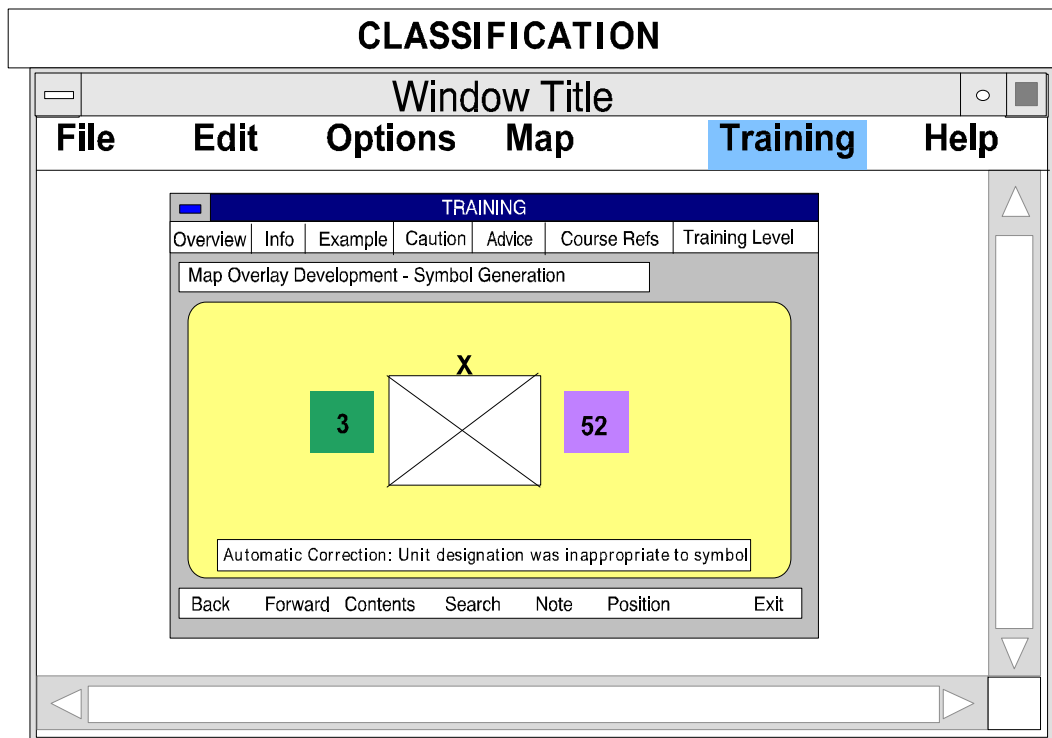 CLASSIFICATION
Window Title
File Edit Options Map Training Help
TRAINING
Overview Info Example Caution Advice Course Refs Training Level
Map Overlay Development - Symbol Generation
X
3 52
Automatic Correction: Unit designation was inappropriate to symbol
Back Forward Contents Search Note Position Exit